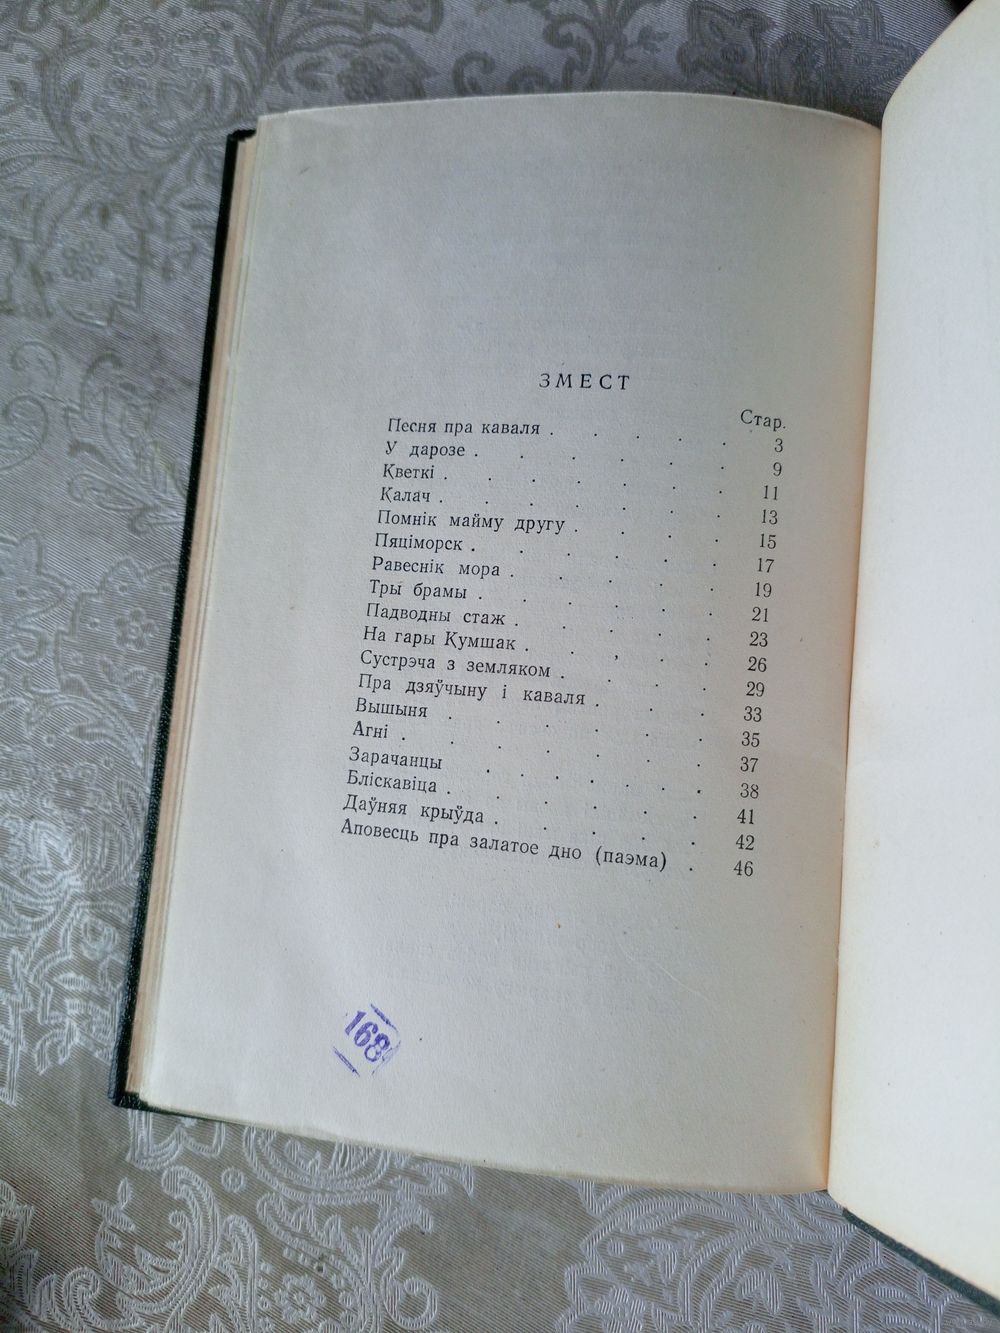 ЗМЕСТ
Стар.
Песня пра каваля . . . . . 3
У дарозе . . . . . . 9
Кветкі . . . . . . . 11
Калач . . . . . . . 13
Помнік майму другу . . . . 15
Пяціморск . . . . . . 17
Равеснік мора . . . . . 19
Тры брамы . . . . . . 21
Падводны стаж . . . . . 23
На гары Кумшак . . . . . 26
Сустрэча з земляком . . . . 29
Пра дзяўчыну і каваля . . . 33
Вышыня . . . . . . 35
Агні . . . . . . . 37
Зарачанцы . . . . . 38
Бліскавіца . . . . . . 41
Даўняя крыўда . . . . . 42
Аповесць пра залатое дно (паэма) . 46